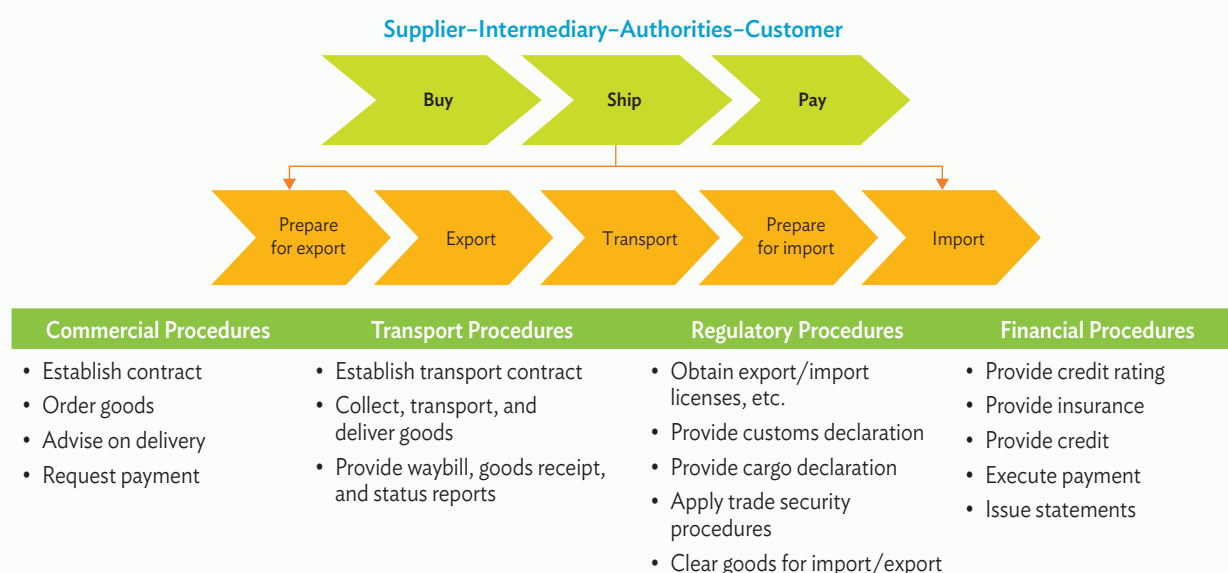 Supplier–Intermediary–Authorities–Customer
Buy
Ship
Pay
Prepare
for export
Export
Transport
Prepare
for import
Import
Commercial Procedures
• Establish contract
• Order goods
• Advise on delivery
• Request payment
Transport Procedures
• Establish transport contract
• Collect, transport, and
deliver goods
• Provide waybill, goods receipt,
and status reports
Regulatory Procedures
• Obtain export/import
licenses, etc.
• Provide customs declaration
• Provide cargo declaration
• Apply trade security
procedures
• Clear goods for import/export
Financial Procedures
• Provide credit rating
• Provide insurance
• Provide credit
• Execute payment
• Issue statements